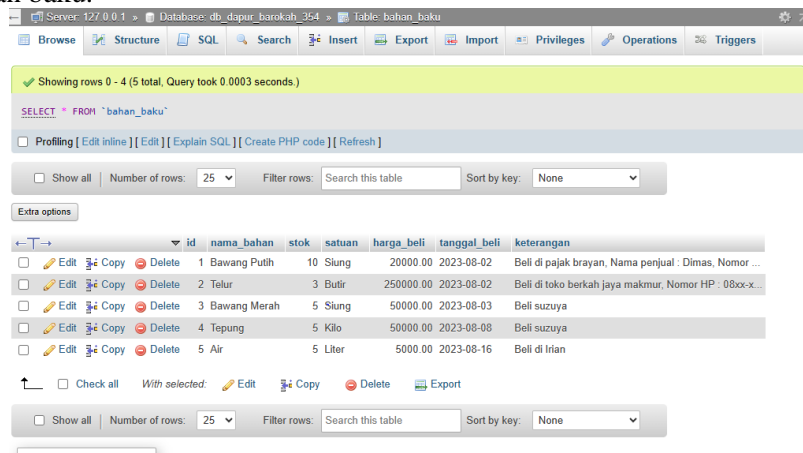 an baku.
Server: 127.0.0.1 » Database: db_dapur_barokah_354 » Table: bahan_baku
Browse Structure SQL Search Insert Export Import Privileges Operations Triggers
Showing rows 0 - 4 (5 total, Query took 0.0003 seconds.)
SELECT * FROM `bahan_baku`
Profiling [ Edit inline ] [ Edit ] [ Explain SQL ] [ Create PHP code ] [ Refresh ]
Show all | Number of rows: 25 Filter rows: Search this table Sort by key: None
Extra options
←T→ id nama_bahan stok satuan harga_beli tanggal_beli keterangan
Edit Copy Delete 1 Bawang Putih 10 Siung 20000.00 2023-08-02 Beli di pajak brayan, Nama penjual : Dimas, Nomor ...
Edit Copy Delete 2 Telur 3 Butir 250000.00 2023-08-02 Beli di toko berkah jaya makmur, Nomor HP : 08xx-x...
Edit Copy Delete 3 Bawang Merah 5 Siung 50000.00 2023-08-03 Beli suzuya
Edit Copy Delete 4 Tepung 5 Kilo 50000.00 2023-08-08 Beli suzuya
Edit Copy Delete 5 Air 5 Liter 5000.00 2023-08-16 Beli di Irian
Check all With selected: Edit Copy Delete Export
Show all | Number of rows: 25 Filter rows: Search this table Sort by key: None